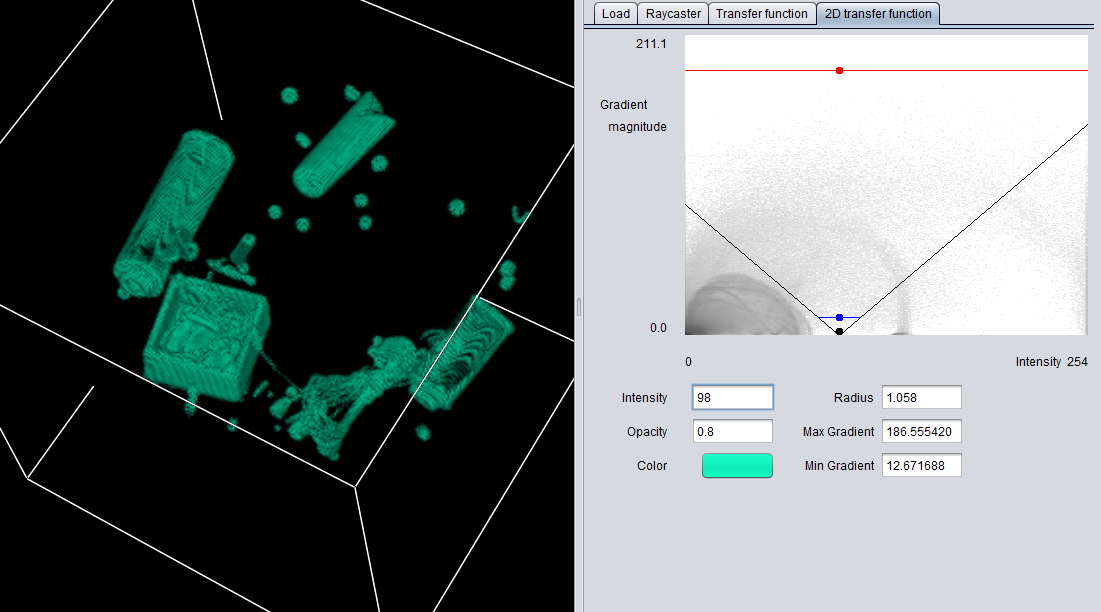 Load Raycaster Transfer function 2D transfer function
211.1
Gradient
magnitude
0.0
0 Intensity 254
Intensity 98 Radius 1.058
Opacity 0.8 Max Gradient 186.555420
Color Min Gradient 12.671688